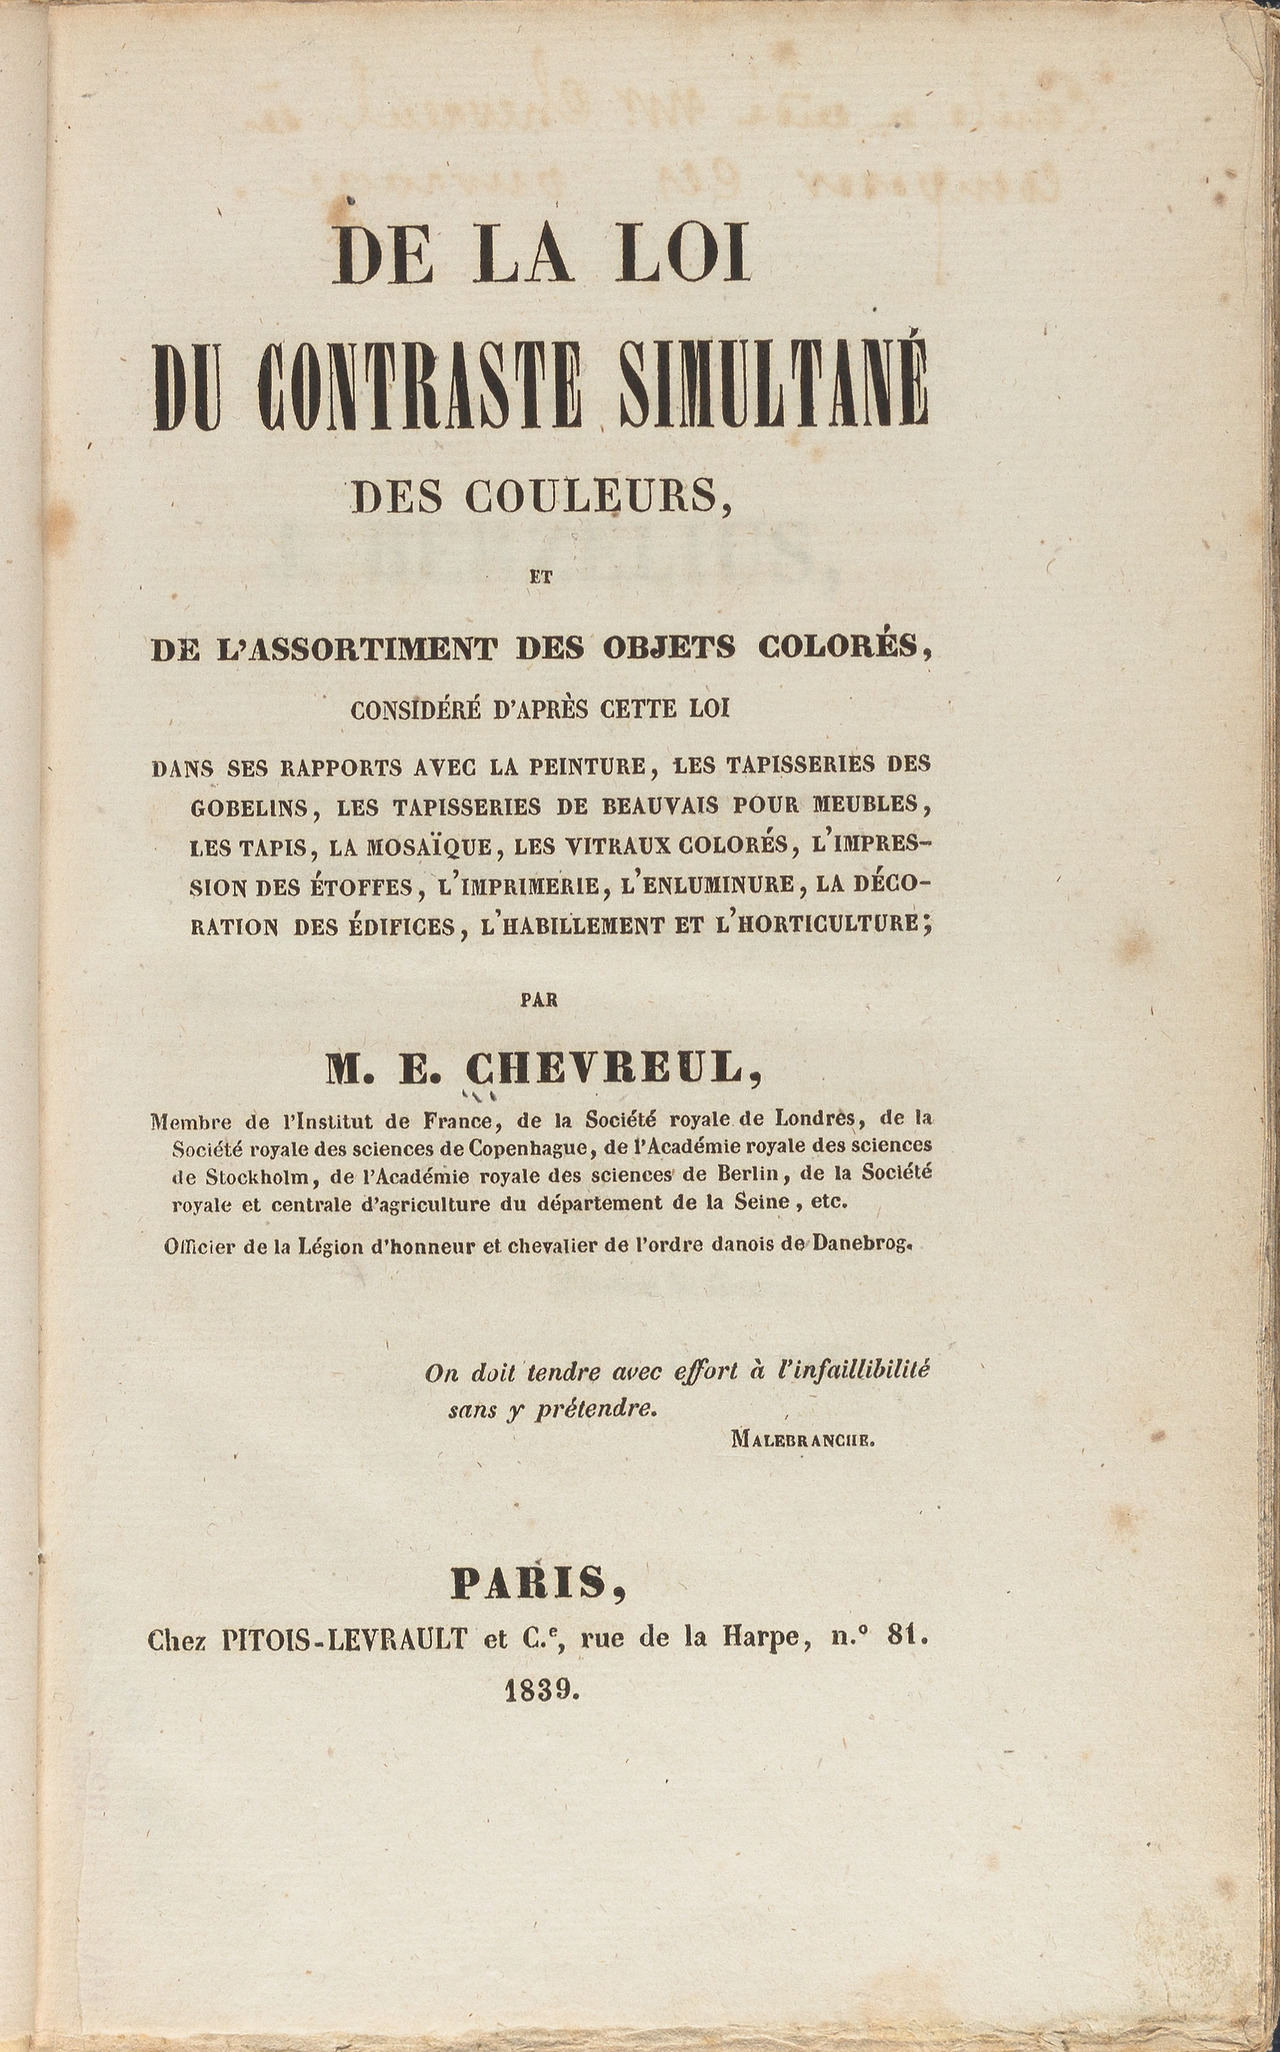 DE LA LOI
DU CONTRASTE SIMULTANÉ
DES COULEURS,
ET
DE L'ASSORTIMENT DES OBJETS COLORÉS,
CONSIDÉRÉ D'APRÈS CETTE LOI
DANS SES RAPPORTS AVEC LA PEINTURE, LES TAPISSERIES DES
GOBELINS, LES TAPISSERIES DE BEAUVAIS POUR MEUBLES,
LES TAPIS, LA MOSAÏQUE, LES VITRAUX COLORÉS, L'IMPRES-
SION DES ÉTOFFES, L'IMPRIMERIE, L'ENLUMINURE, LA DÉCO-
RATION DES ÉDIFICES, L'HABILLEMENT ET L'HORTICULTURE;
PAR
M. E. CHEVREUL,
Membre de l'Institut de France, de la Société royale de Londres, de la
Société royale des sciences de Copenhague, de l'Académie royale des sciences
de Stockholm, de l'Académie royale des sciences de Berlin, de la Société
royale et centrale d'agriculture du département de la Seine, etc.
Officier de la Légion d'honneur et chevalier de l'ordre danois de Danebrog.
On doit tendre avec effort à l'infaillibilité
sans y prétendre.
MALEBRANCHE.
PARIS,
Chez PITOIS-LEVRAULT et C.e, rue de la Harpe, n.° 81.
1839.